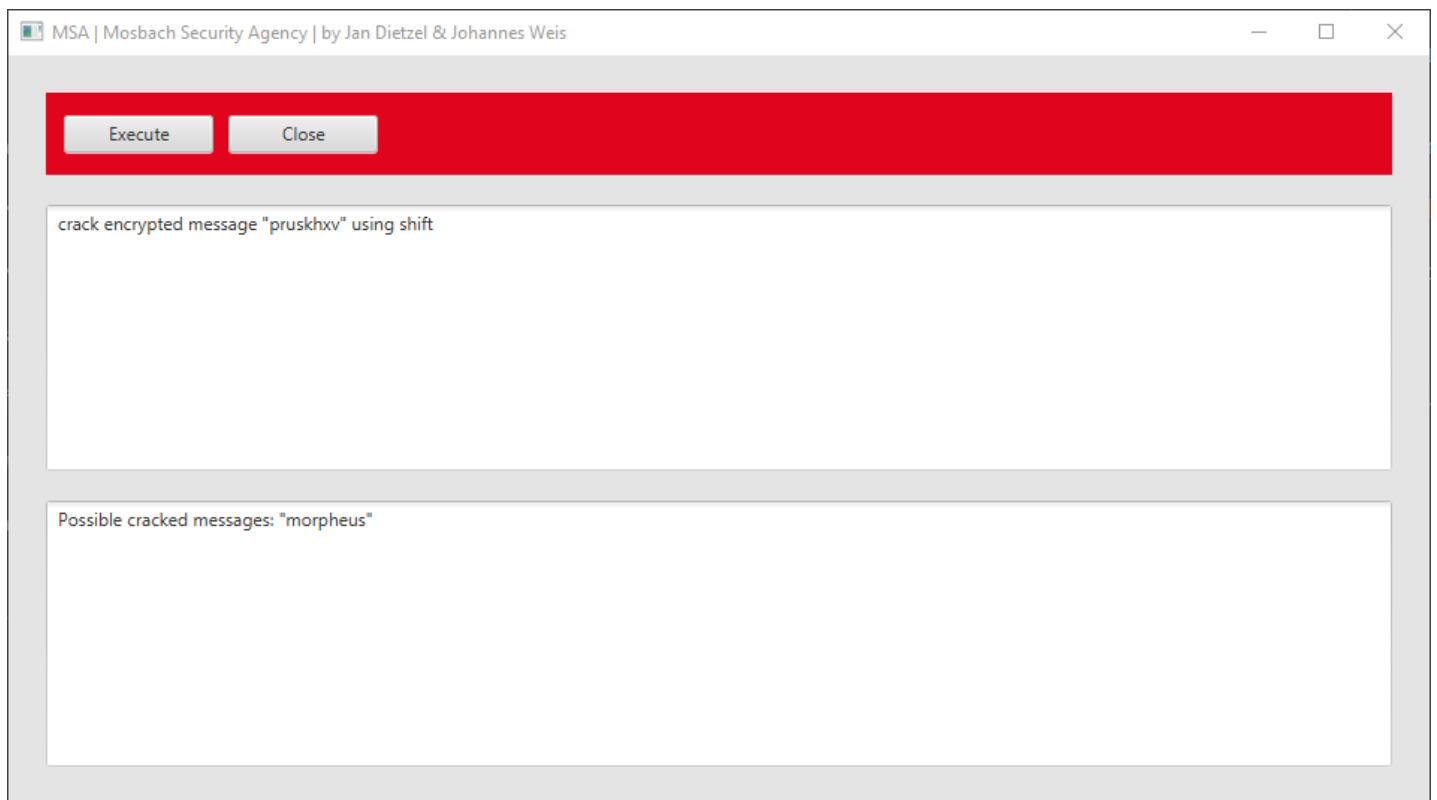 MSA | Mosbach Security Agency | by Jan Dietzel & Johannes Weis
Execute Close
crack encrypted message "pruskhxv" using shift
Possible cracked messages: "morpheus"